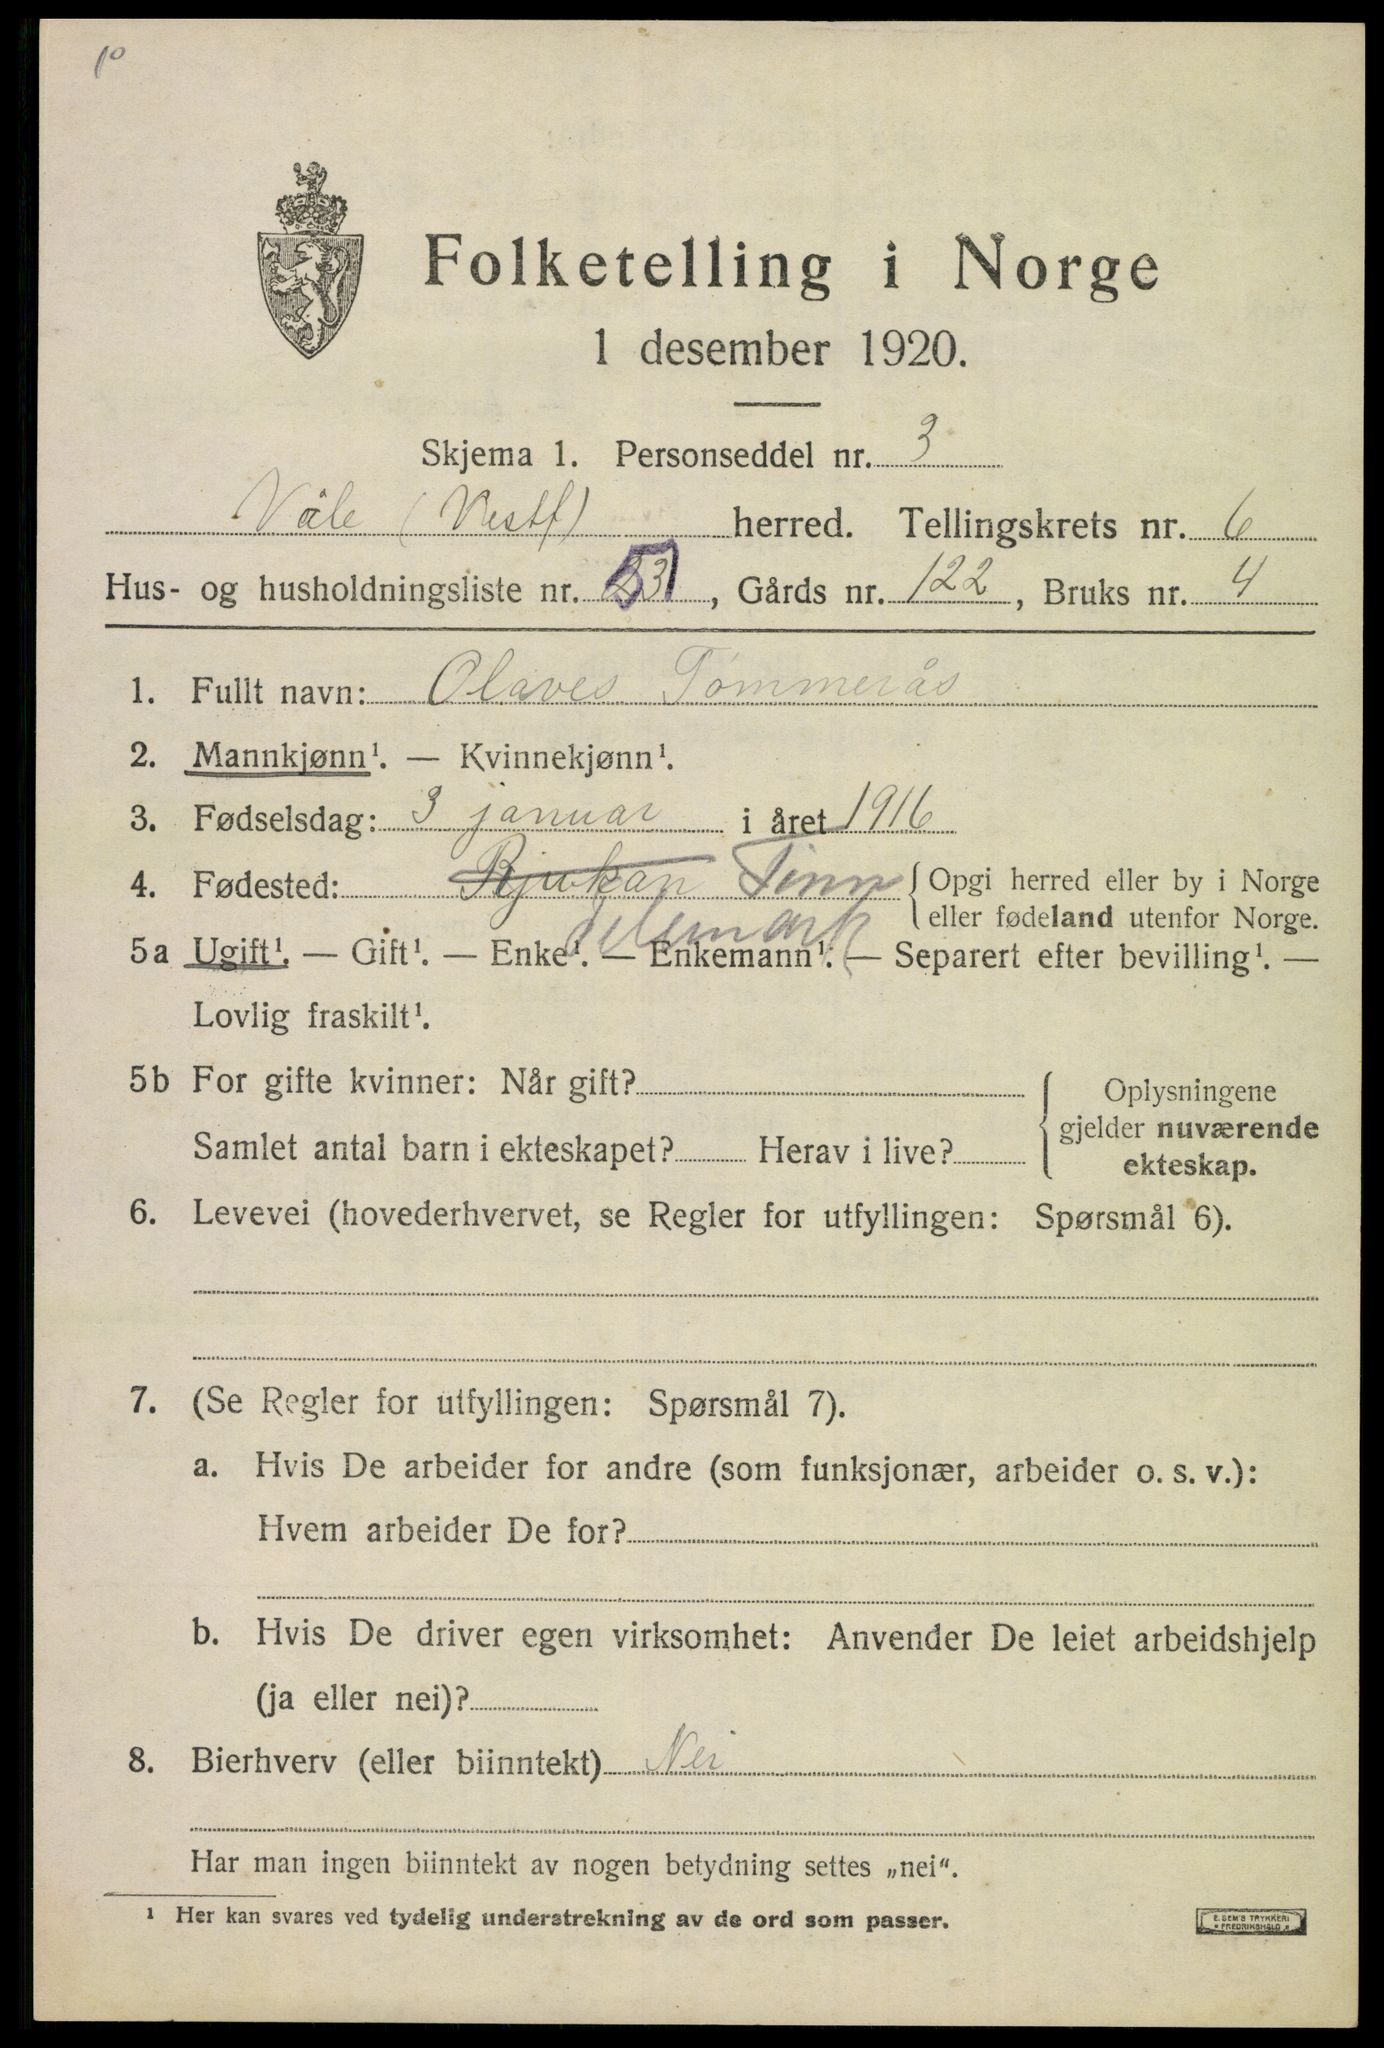 10
Folketelling i Norge
1 desember 1920.
Skjema 1. Personseddel nr. 3
Våle (Vestf) herred. Tellingskrets nr. 6
Hus- og husholdningsliste nr. , Gårds nr. 122, Bruks nr. 4
1. Fullt navn: Olaves Tømmerås
2. Mannkjønn¹. — Kvinnekjønn¹.
3. Fødselsdag: 3 januar i året 1916
4. Fødested: Rjukan Tinn { Opgi herred eller by i Norge
eller fødeland utenfor Norge.
Telemark
5a Ugift¹. — Gift¹. — Enke¹. — Enkemann¹. — Separert efter bevilling¹. —
Lovlig fraskilt¹.
5b For gifte kvinner: Når gift?
Samlet antal barn i ekteskapet? Herav i live?
Oplysningene
gjelder nuværende
ekteskap.
6. Levevei (hovederhvervet, se Regler for utfyllingen: Spørsmål 6).
7. (Se Regler for utfyllingen: Spørsmål 7).
a. Hvis De arbeider for andre (som funksjonær, arbeider o. s. v.):
Hvem arbeider De for?
b. Hvis De driver egen virksomhet: Anvender De leiet arbeidshjelp
(ja eller nei)?
8. Bierhverv (eller biinntekt) Nei
Har man ingen biinntekt av nogen betydning settes „nei“.
¹ Her kan svares ved tydelig understrekning av de ord som passer.
E. SEM'S TRYKKERI
FREDRIKSHALD